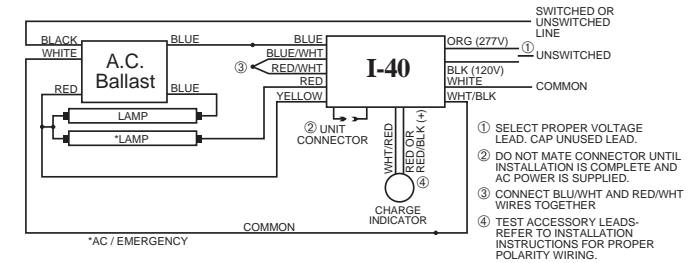 SWITCHED OR
UNSWITCHED
LINE
BLACK
BLUE
BLUE
ORG (277V)
①
WHITE
BLUE/WHT
UNSWITCHED
A.C.
Ballast
③
I-40
RED/WHT
BLK (120V)
RED
BLUE
RED
WHITE
COMMON
YELLOW
WHT/BLK
LAMP
*LAMP
② UNIT
CONNECTOR
WHT/RED
RED OR
RED/BLK (+)
④
CHARGE
INDICATOR
COMMON
*AC / EMERGENCY
① SELECT PROPER VOLTAGE
LEAD. CAP UNUSED LEAD.
② DO NOT MATE CONNECTOR UNTIL
INSTALLATION IS COMPLETE AND
AC POWER IS SUPPLIED.
③ CONNECT BLU/WHT AND RED/WHT
WIRES TOGETHER
④ TEST ACCESSORY LEADS-
REFER TO INSTALLATION
INSTRUCTIONS FOR PROPER
POLARITY WIRING.